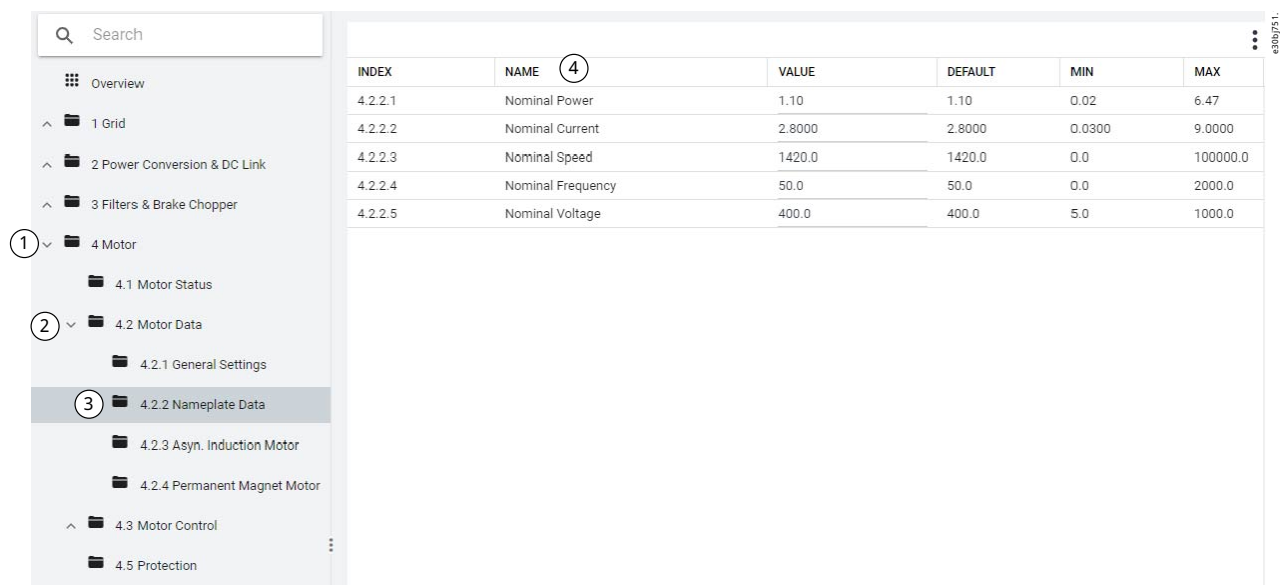 Search
Overview
1 Grid
2 Power Conversion & DC Link
3 Filters & Brake Chopper
1 4 Motor
4.1 Motor Status
2 4.2 Motor Data
4.2.1 General Settings
3 4.2.2 Nameplate Data
4.2.3 Asyn. Induction Motor
4.2.4 Permanent Magnet Motor
4.3 Motor Control
4.5 Protection
INDEX NAME 4 VALUE DEFAULT MIN MAX
4.2.2.1 Nominal Power 1.10 1.10 0.02 6.47
4.2.2.2 Nominal Current 2.8000 2.8000 0.0300 9.0000
4.2.2.3 Nominal Speed 1420.0 1420.0 0.0 100000.0
4.2.2.4 Nominal Frequency 50.0 50.0 0.0 2000.0
4.2.2.5 Nominal Voltage 400.0 400.0 5.0 1000.0
e30bj751.